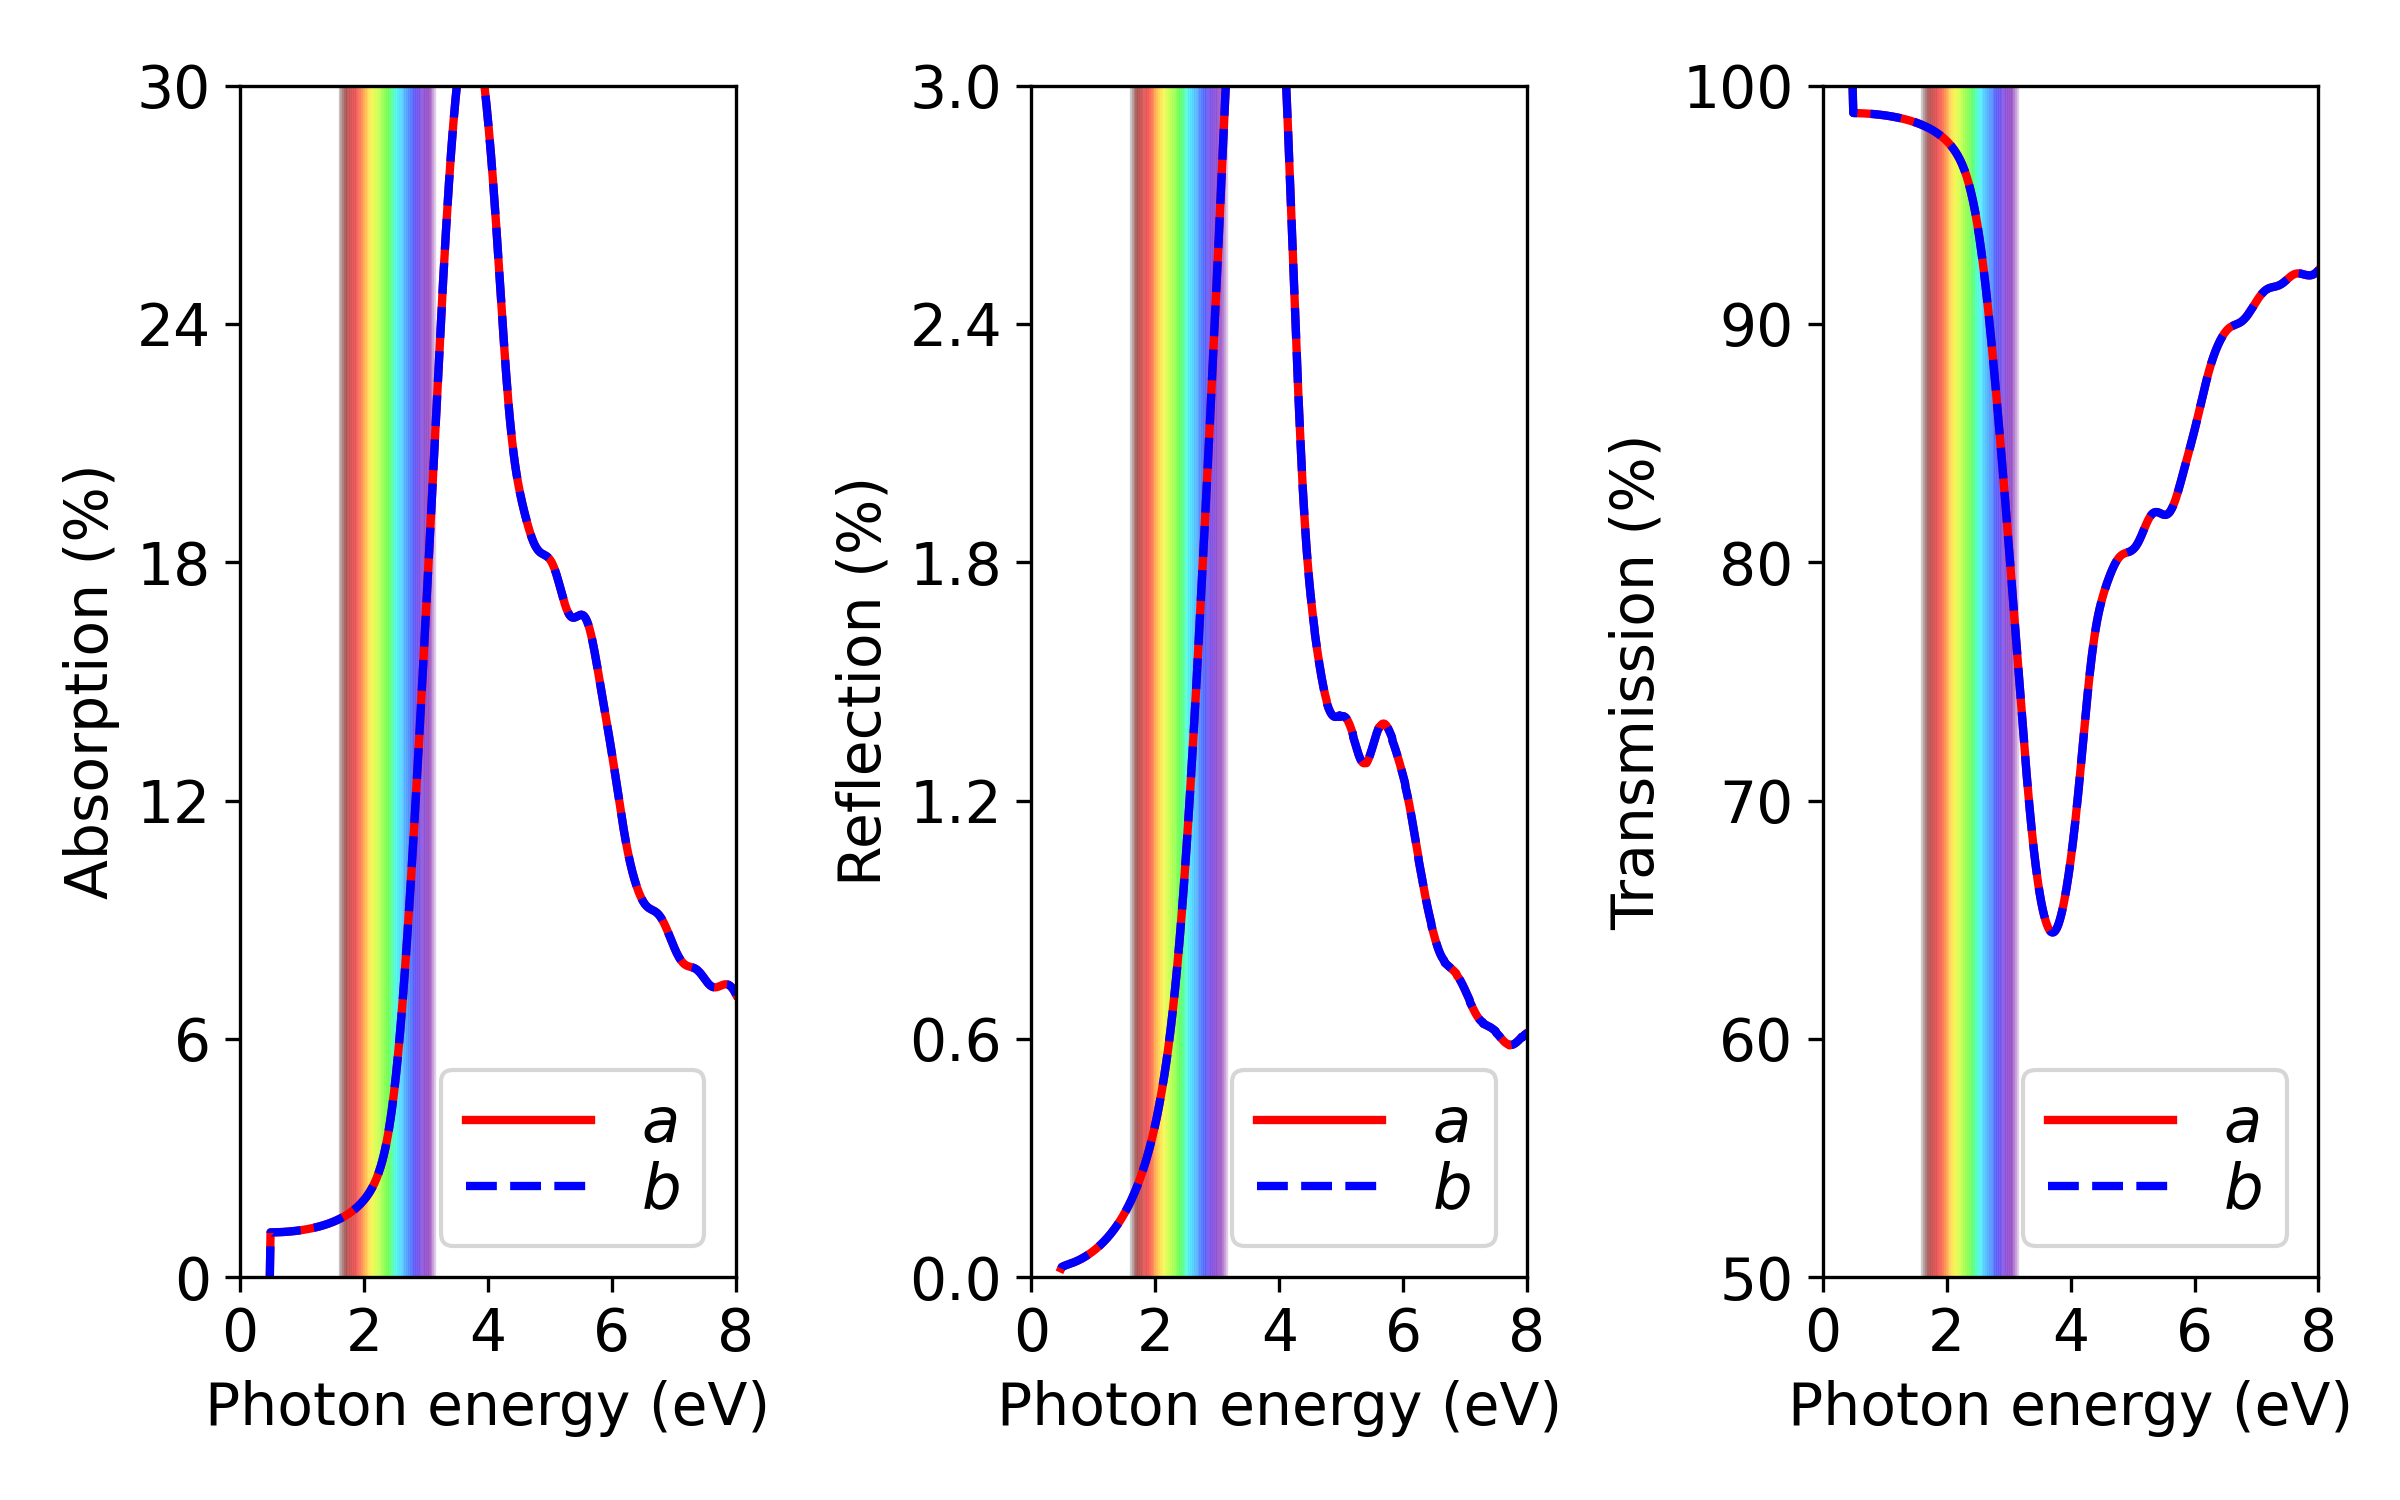 Absorption (%)
30
24
18
12
6
0
0 2 4 6 8
Photon energy (eV)
a
b
Reflection (%)
3.0
2.4
1.8
1.2
0.6
0.0
0 2 4 6 8
Photon energy (eV)
a
b
Transmission (%)
100
90
80
70
60
50
0 2 4 6 8
Photon energy (eV)
a
b